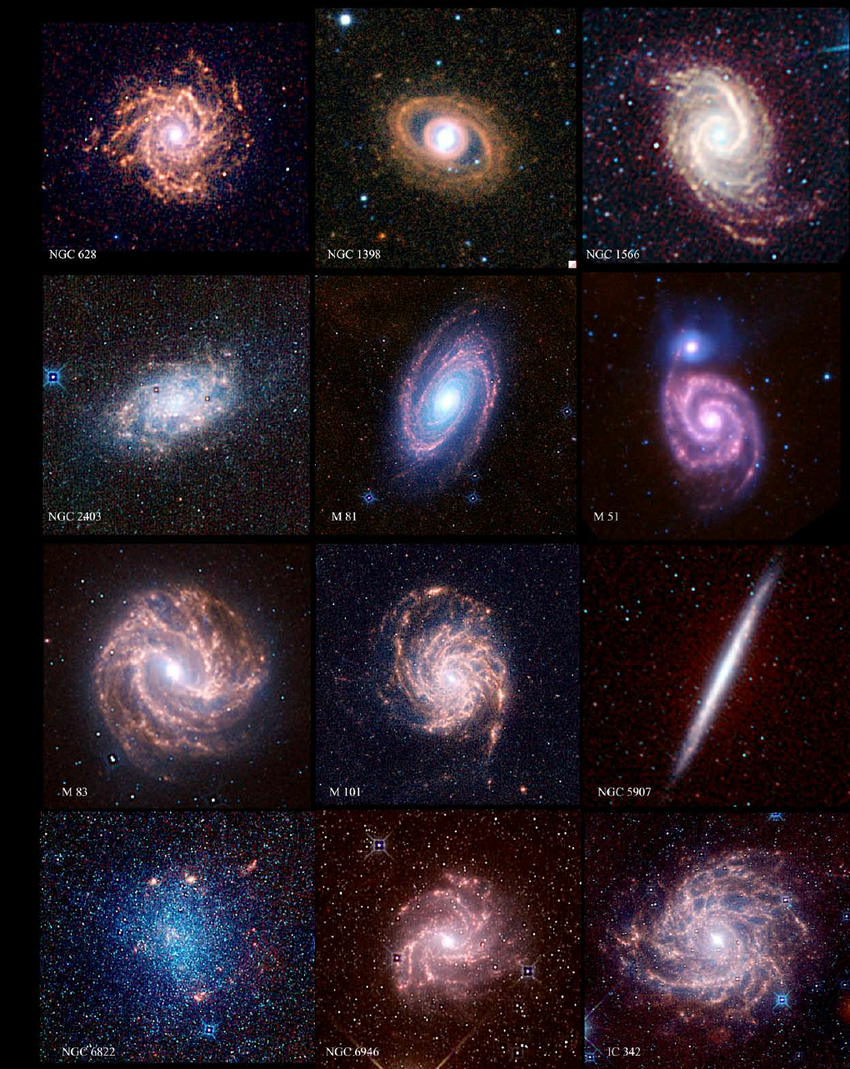 NGC 628
NGC 1398
NGC 1566
NGC 2403
M 81
M 51
M 83
M 101
NGC 5907
NGC 6822
NGC 6946
IC 342